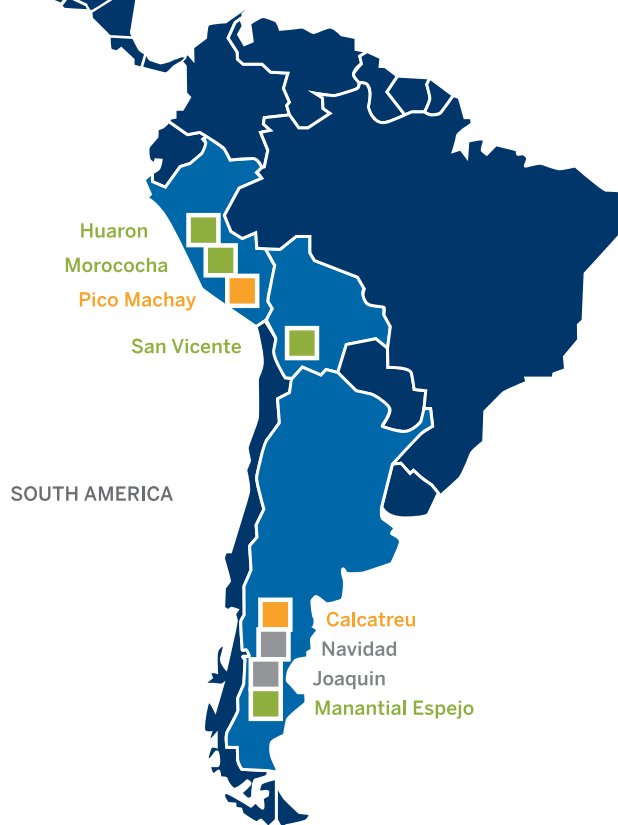 Huaron
Morococha
Pico Machay
San Vicente
SOUTH AMERICA
Calcatreu
Navidad
Joaquin
Manantial Espejo